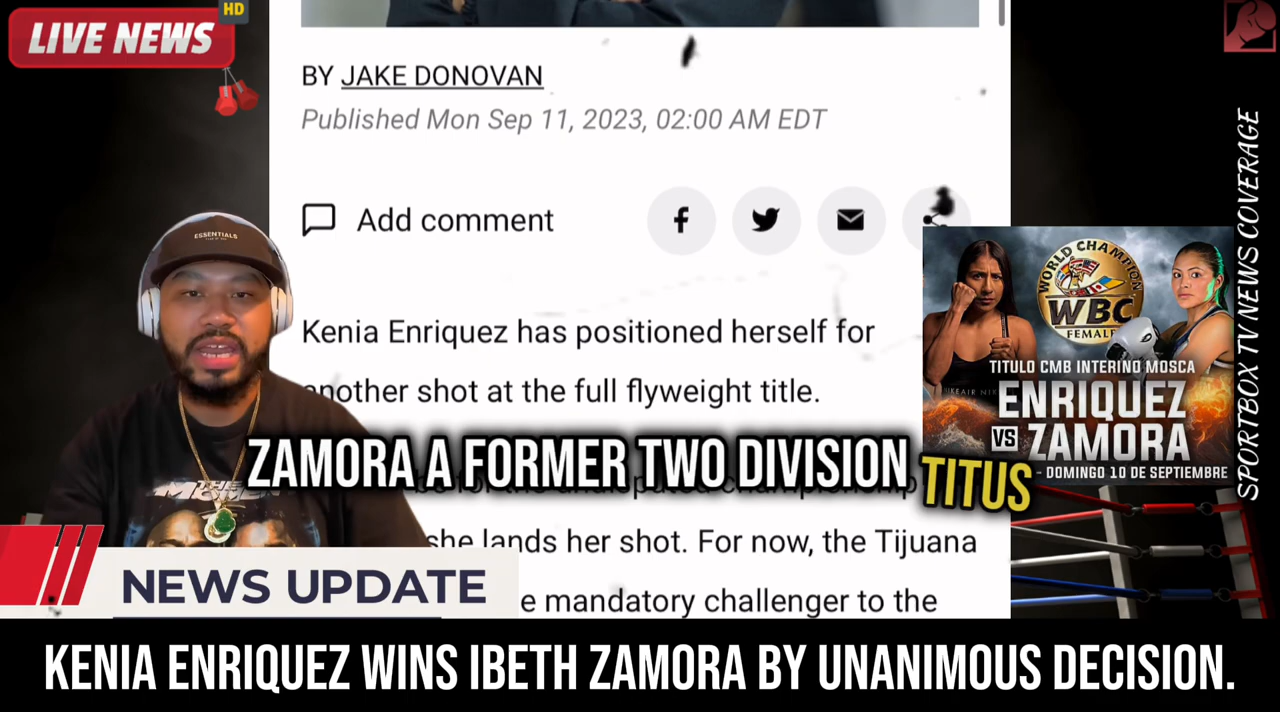 HD
LIVE NEWS
BY JAKE DONOVAN
Published Mon Sep 11, 2023, 02:00 AM EDT
Add comment
ESSENTIALS
Kenia Enriquez has positioned herself for
another shot at the full flyweight title.
ZAMORA A FORMER TWO DIVISION TITUS
she lands her shot. For now, the Tijuana
e mandatory challenger to the
WORLD CHAMPION
WBC
FEMALE
TITULO CMB INTERINO MOSCA
ENRIQUEZ
VS ZAMORA
- DOMINGO 10 DE SEPTIEMBRE
SPORTBOX TV NEWS COVERAGE
NEWS UPDATE
KENIA ENRIQUEZ WINS IBETH ZAMORA BY UNANIMOUS DECISION.